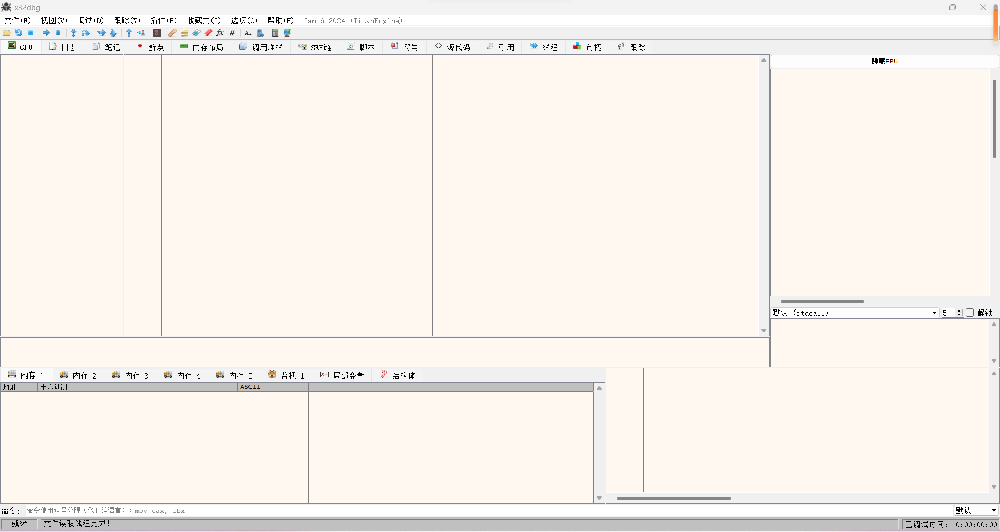 x32dbg
文件(F) 视图(V) 调试(D) 跟踪(N) 插件(P) 收藏夹(I) 选项(O) 帮助(H) Jan 6 2024 (TitanEngine)
CPU 日志 笔记 断点 内存布局 调用堆栈 SEH链 脚本 符号 源代码 引用 线程 句柄 跟踪
隐藏FPU
默认 (stdcall) 5 解锁
内存 1 内存 2 内存 3 内存 4 内存 5 监视 1 [x=] 局部变量 结构体
地址 十六进制 ASCII
命令: 命令使用逗号分隔（像汇编语言）: mov eax, ebx 默认
就绪 文件读取线程完成! 已调试时间: 0:00:00:00